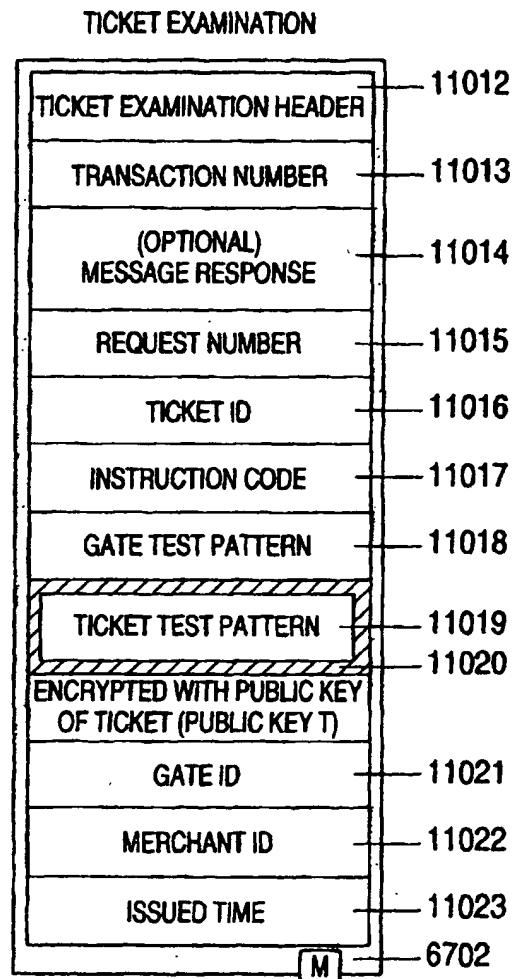 TICKET EXAMINATION
TICKET EXAMINATION HEADER 11012
TRANSACTION NUMBER 11013
(OPTIONAL)
MESSAGE RESPONSE 11014
REQUEST NUMBER 11015
TICKET ID 11016
INSTRUCTION CODE 11017
GATE TEST PATTERN 11018
TICKET TEST PATTERN 11019
11020
ENCRYPTED WITH PUBLIC KEY
OF TICKET (PUBLIC KEY T)
GATE ID 11021
MERCHANT ID 11022
ISSUED TIME 11023
M 6702